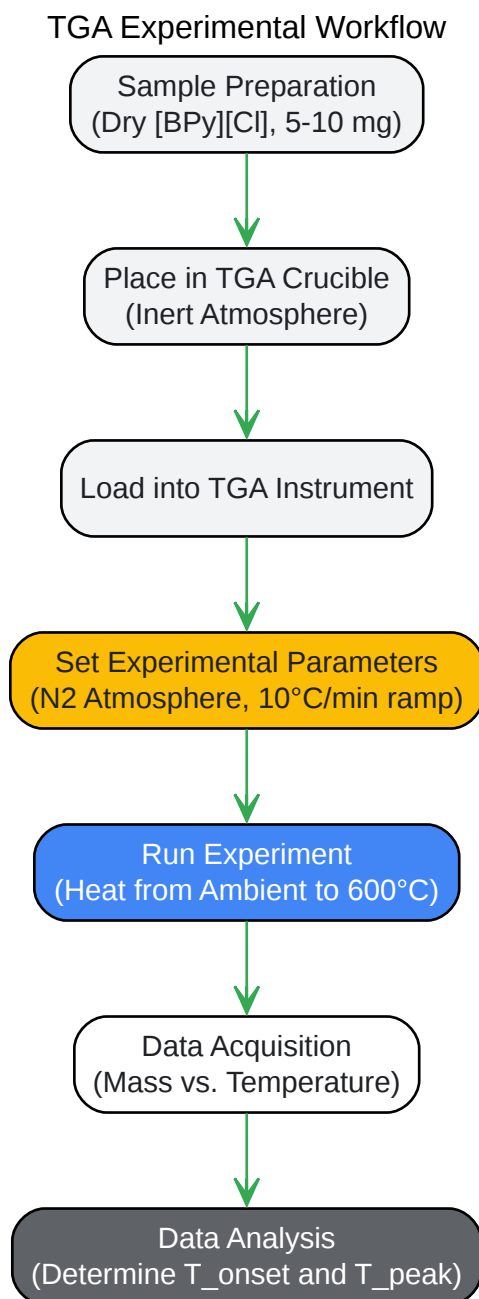 TGA Experimental Workflow
Sample Preparation
(Dry [BPy][Cl], 5-10 mg)
Place in TGA Crucible
(Inert Atmosphere)
Load into TGA Instrument
Set Experimental Parameters
(N2 Atmosphere, 10°C/min ramp)
Run Experiment
(Heat from Ambient to 600°C)
Data Acquisition
(Mass vs. Temperature)
Data Analysis
(Determine T_onset and T_peak)